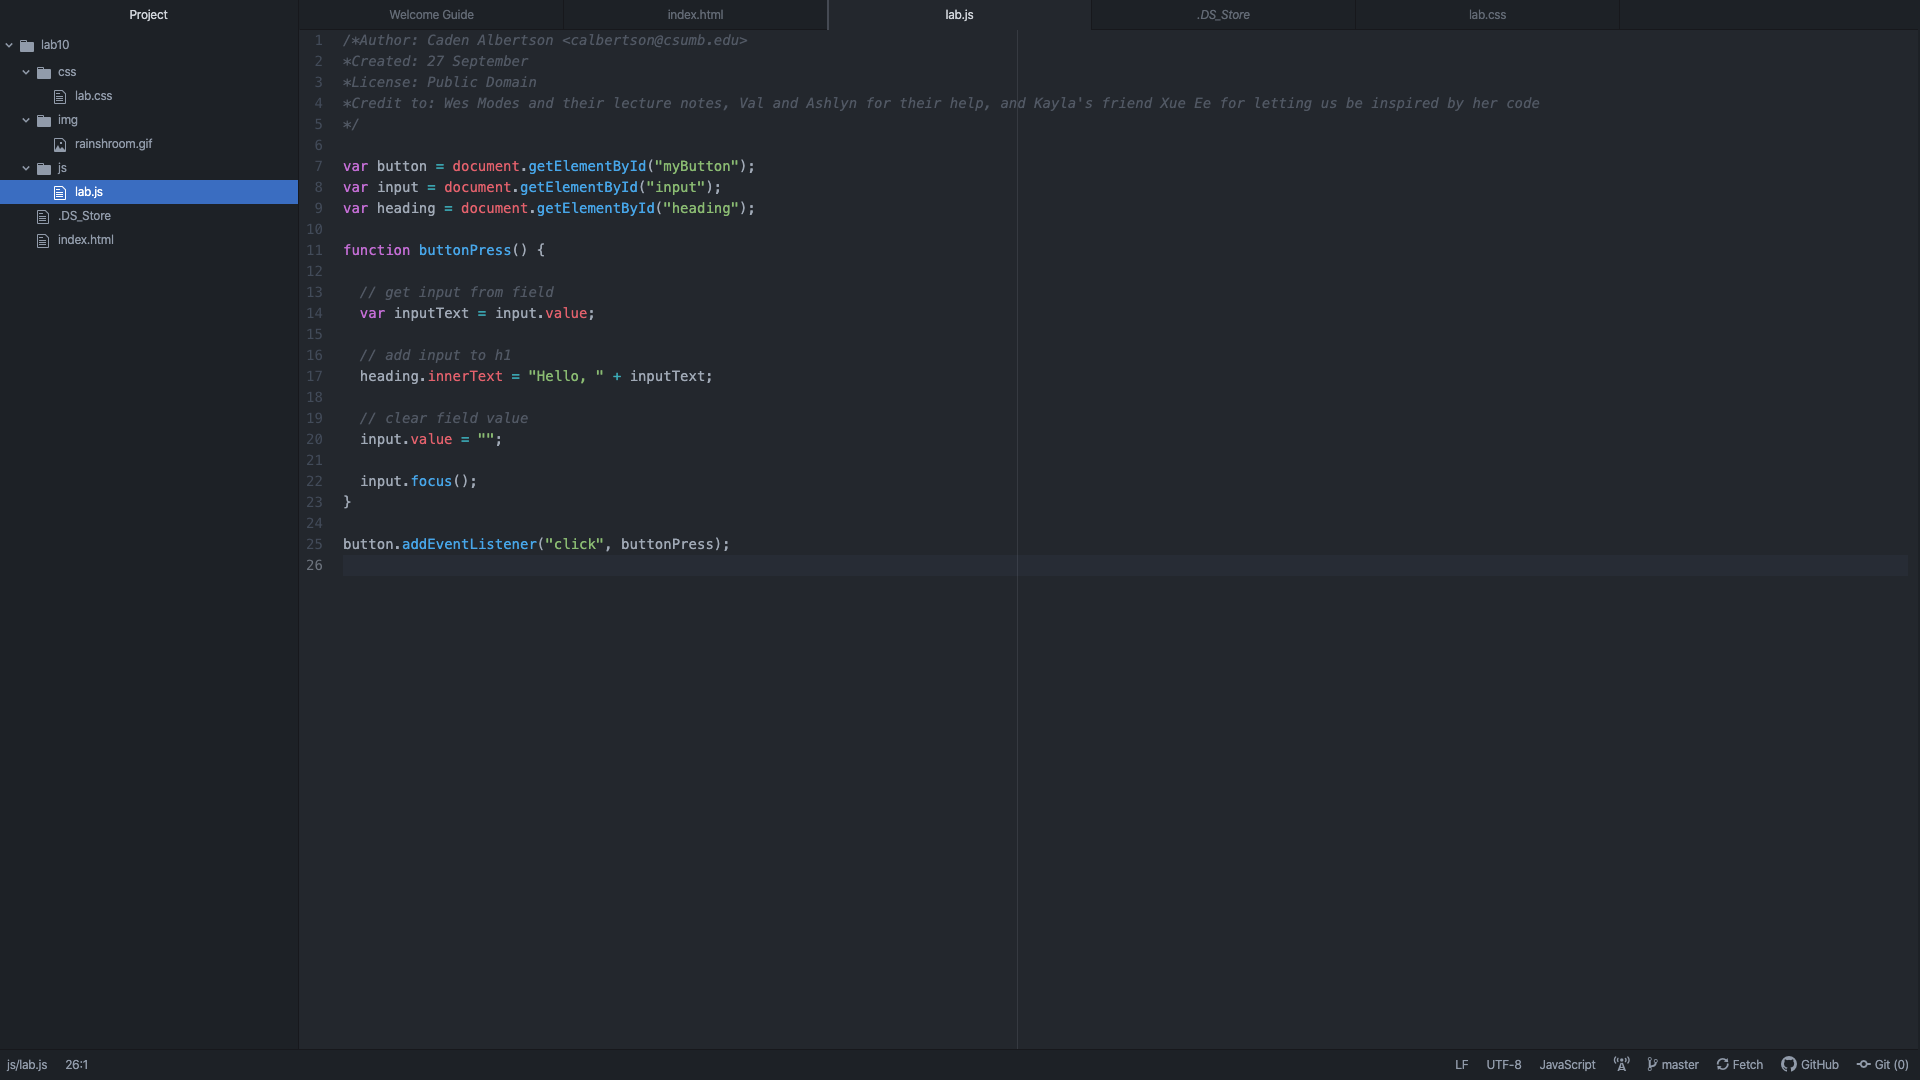 Project
Welcome Guide
index.html
lab.js
.DS_Store
lab.css
lab10
css
lab.css
img
rainshroom.gif
js
lab.js
.DS_Store
index.html
1 /*Author: Caden Albertson <calbertson@csumb.edu>
2 *Created: 27 September
3 *License: Public Domain
4 *Credit to: Wes Modes and their lecture notes, Val and Ashlyn for their help, and Kayla's friend Xue Ee for letting us be inspired by her code
5 */
6
7 var button = document.getElementById("myButton");
8 var input = document.getElementById("input");
9 var heading = document.getElementById("heading");
10
11 function buttonPress() {
12
13   // get input from field
14   var inputText = input.value;
15
16   // add input to h1
17   heading.innerText = "Hello, " + inputText;
18
19   // clear field value
20   input.value = "";
21
22   input.focus();
23 }
24
25 button.addEventListener("click", buttonPress);
26
js/lab.js 26:1 LF UTF-8 JavaScript master Fetch GitHub Git (0)